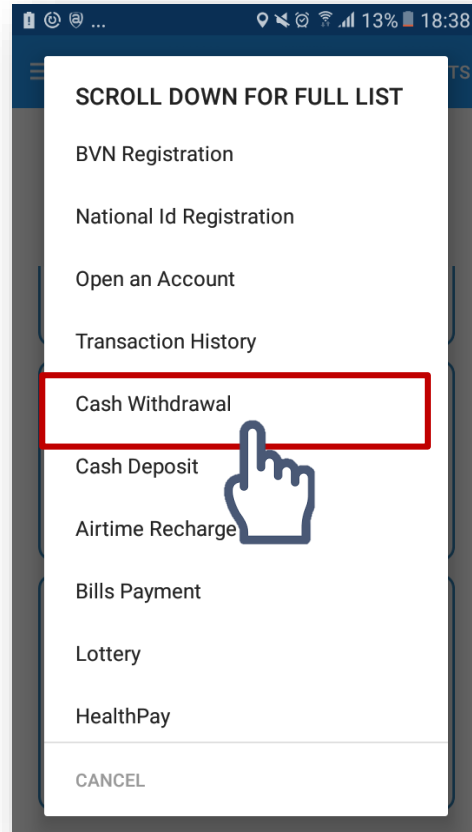 ... 13% 18:38
TS
SCROLL DOWN FOR FULL LIST
BVN Registration
National Id Registration
Open an Account
Transaction History
Cash Withdrawal
Cash Deposit
Airtime Recharge
Bills Payment
Lottery
HealthPay
CANCEL